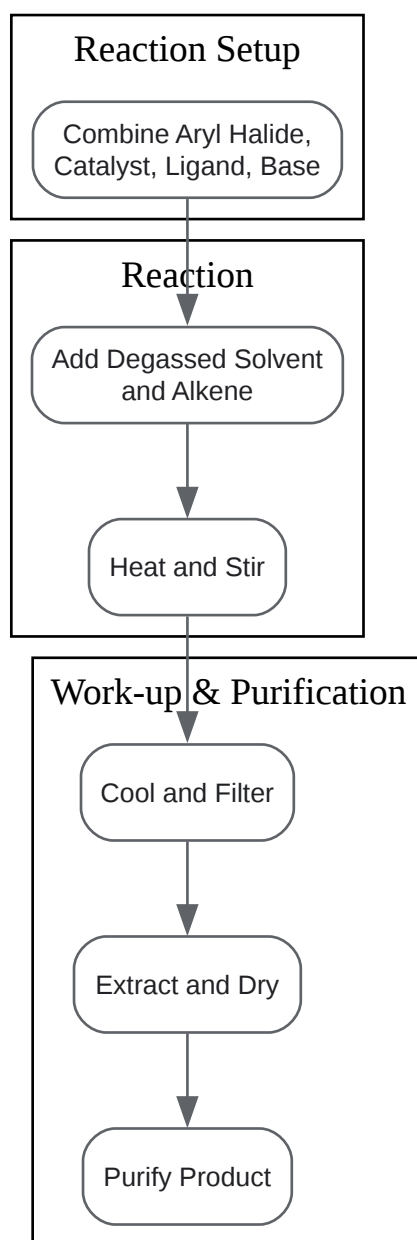 Reaction Setup
Combine Aryl Halide,
Catalyst, Ligand, Base
Reaction
Add Degassed Solvent
and Alkene
Heat and Stir
Work-up & Purification
Cool and Filter
Extract and Dry
Purify Product